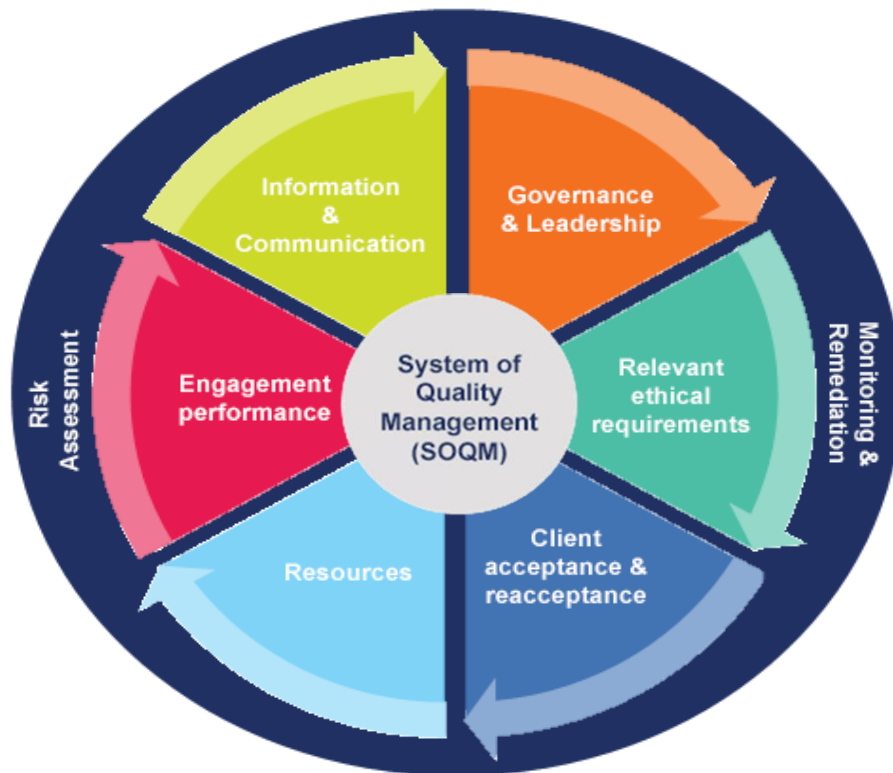 Information
&
Communication
Governance
& Leadership
Risk
Assessment
Engagement
performance
System of
Quality
Management
(SOQM)
Relevant
ethical
requirements
Monitoring &
Remediation
Resources
Client
acceptance &
reacceptance